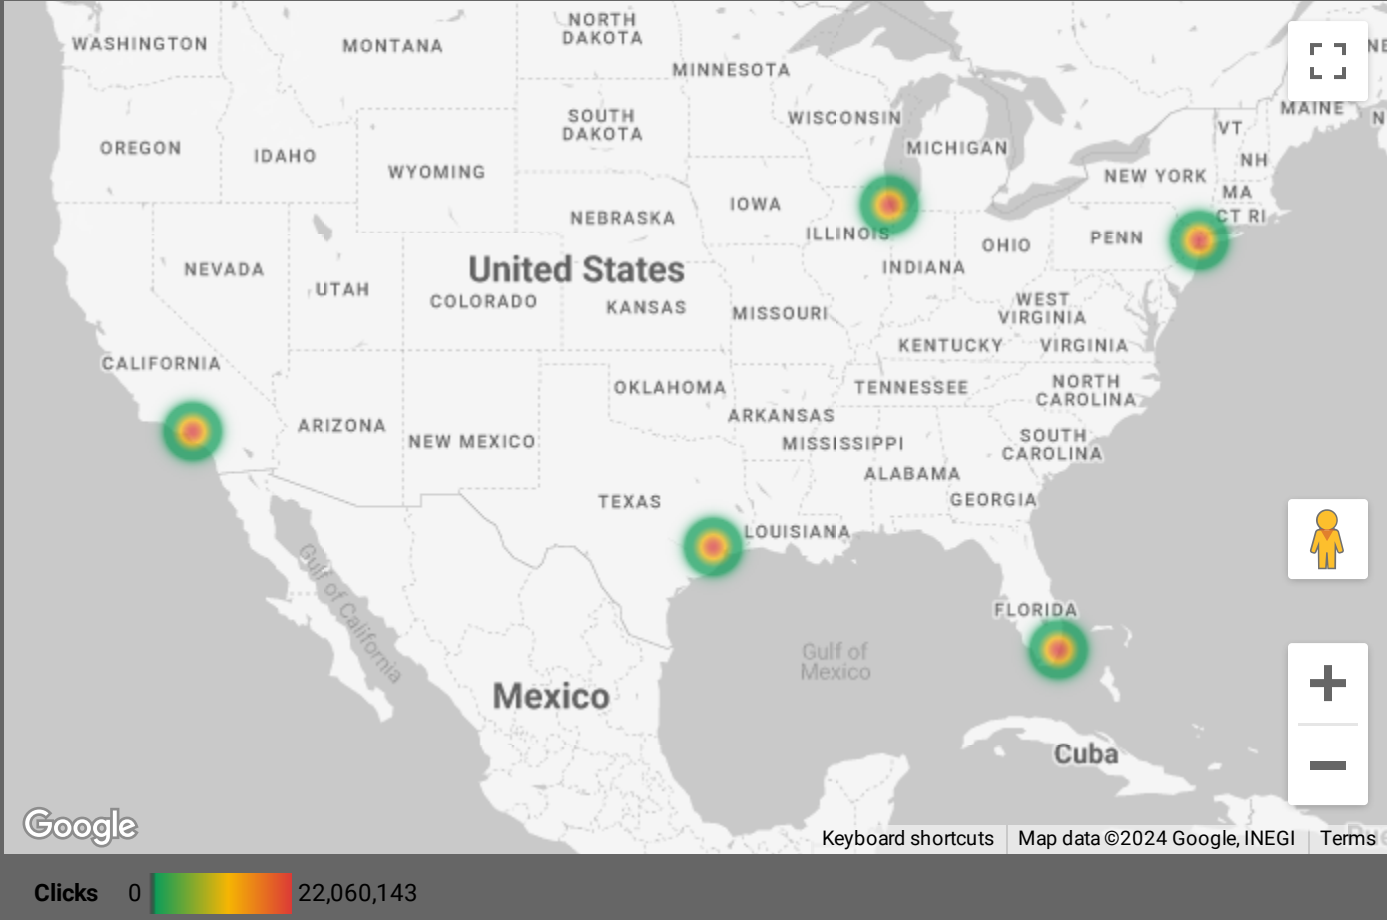 NORTH
DAKOTA
WASHINGTON
MONTANA
MINNESOTA
MAINE
SOUTH
DAKOTA
WISCONSIN
VT
OREGON
IDAHO
MICHIGAN
NH
WYOMING
NEW YORK
MA
NEBRASKA
IOWA
CT RI
ILLINOIS
PENN
OHIO
NEVADA
United States
INDIANA
UTAH
COLORADO
KANSAS
MISSOURI
WEST
VIRGINIA
KENTUCKY
VIRGINIA
CALIFORNIA
OKLAHOMA
TENNESSEE
NORTH
CAROLINA
ARIZONA
NEW MEXICO
ARKANSAS
MISSISSIPPI
SOUTH
CAROLINA
ALABAMA
TEXAS
GEORGIA
LOUISIANA
Gulf of California
FLORIDA
Gulf of
Mexico
Mexico
Cuba
Google
Keyboard shortcuts
Map data ©2024 Google, INEGI
Terms
Clicks 0 22,060,143